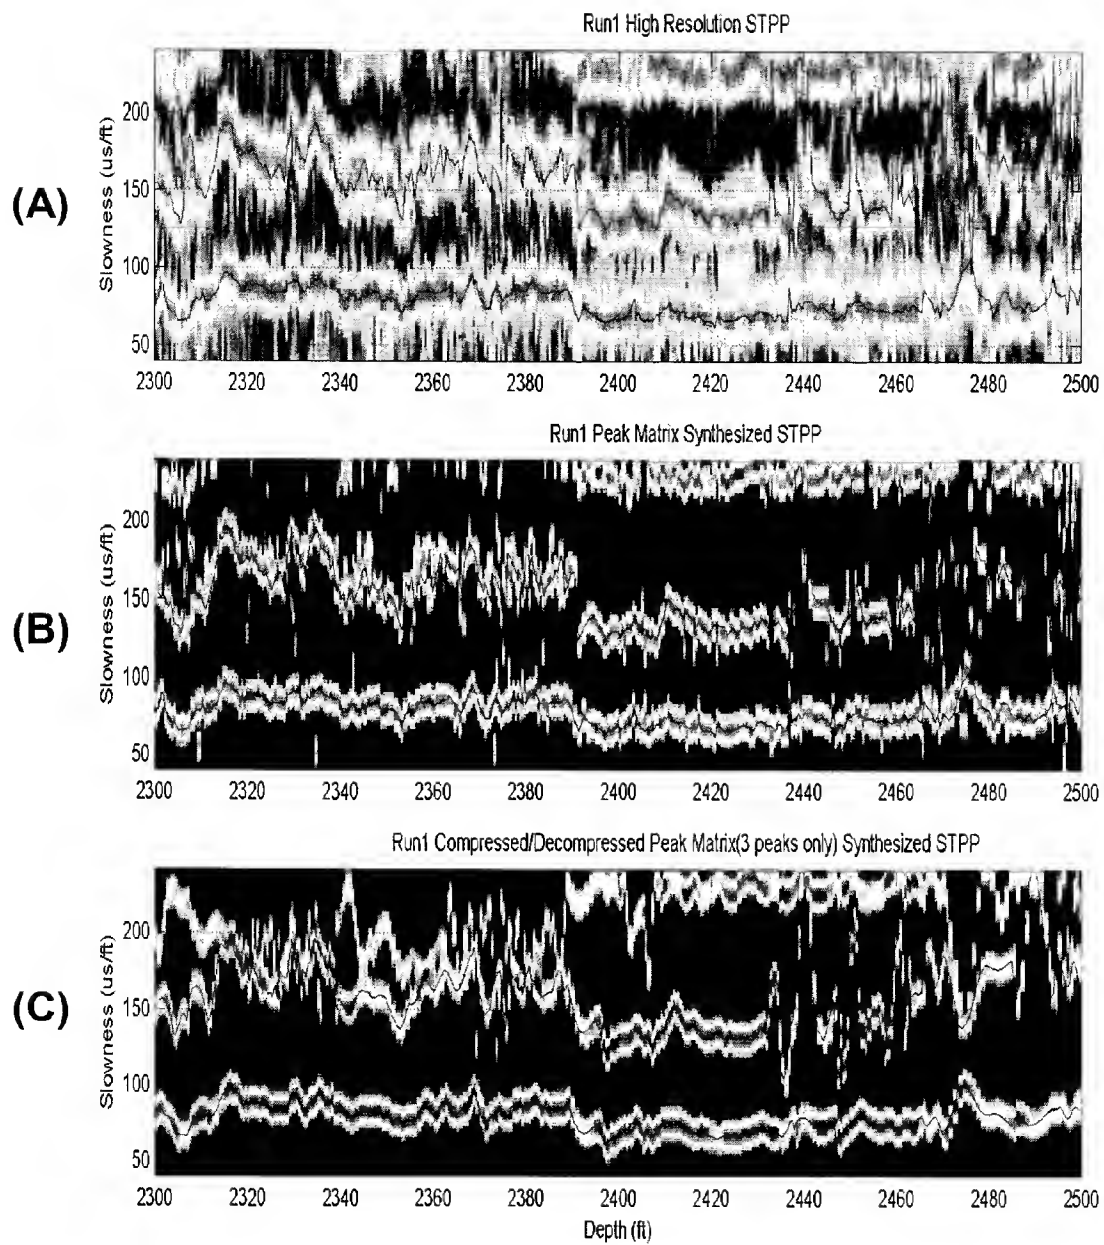 Run1 High Resolution STPP
(A)
Slowness (us/ft)
200
150
100
50
2300 2320 2340 2360 2380 2400 2420 2440 2460 2480 2500
Run1 Peak Matrix Synthesized STPP
(B)
Slowness (us/ft)
200
150
100
50
2300 2320 2340 2360 2380 2400 2420 2440 2460 2480 2500
Run1 Compressed/Decompressed Peak Matrix(3 peaks only) Synthesized STPP
(C)
Slowness (us/ft)
200
150
100
50
2300 2320 2340 2360 2380 2400 2420 2440 2460 2480 2500
Depth (ft)